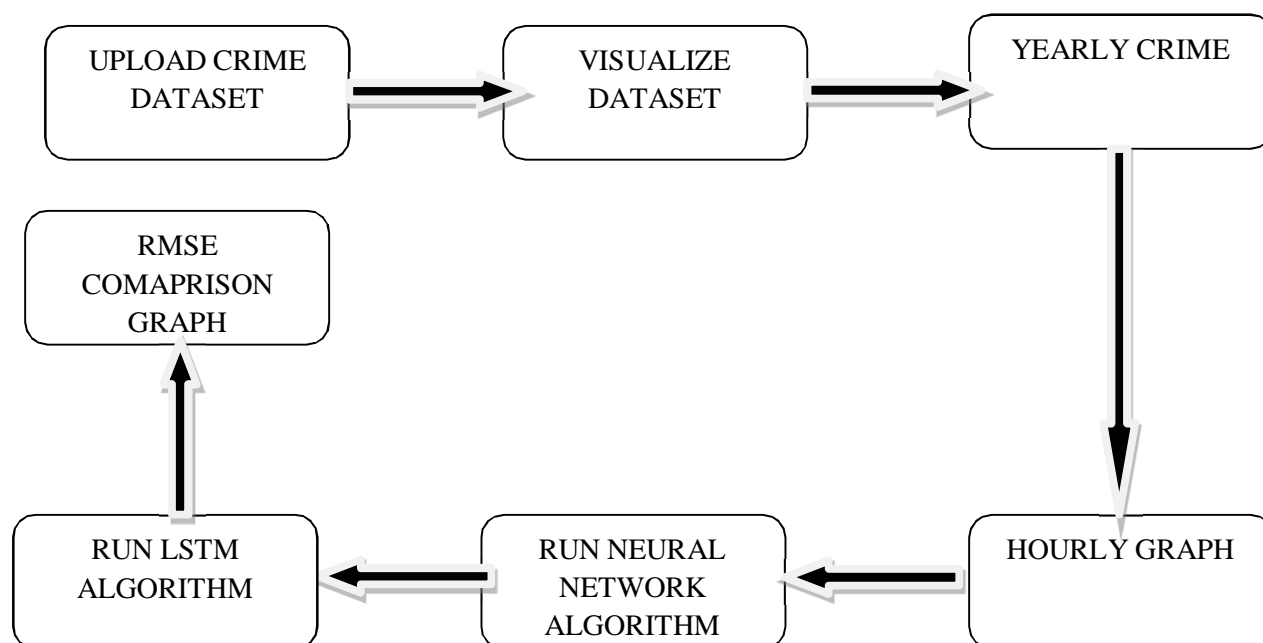 UPLOAD CRIME
DATASET
VISUALIZE
DATASET
YEARLY CRIME
HOURLY GRAPH
RUN NEURAL
NETWORK
ALGORITHM
RUN LSTM
ALGORITHM
RMSE
COMAPRISON
GRAPH